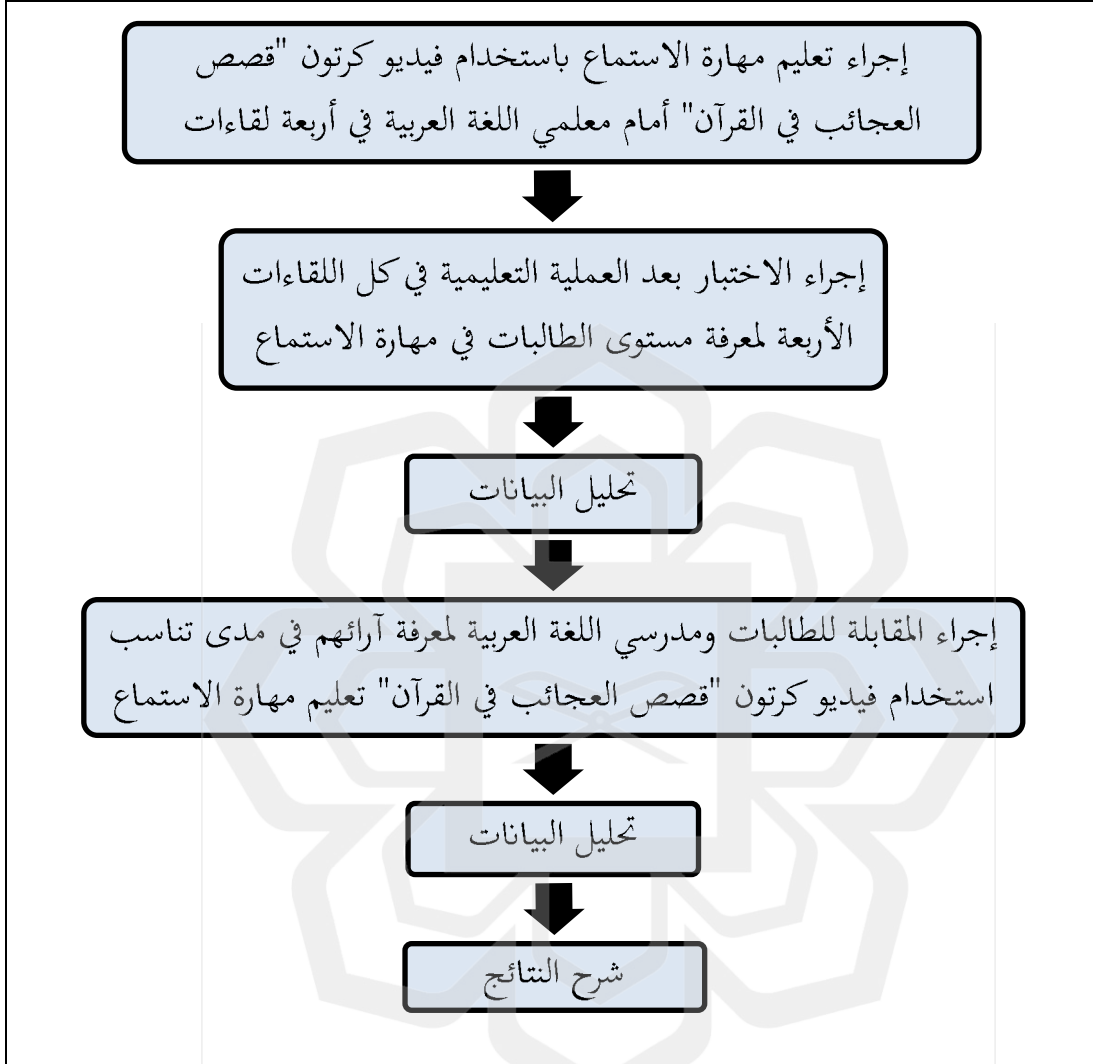 إجراء تعليم مهارة الاستماع باستخدام فيديو كرتون "قصص
العجائب في القرآن" أمام معلمي اللغة العربية في أربعة لقاءات
إجراء الاختبار بعد العملية التعليمية في كل اللقاءات
الأربعة لمعرفة مستوى الطالبات في مهارة الاستماع
تحليل البيانات
إجراء المقابلة للطالبات ومدرسي اللغة العربية لمعرفة آرائهم في مدى تناسب
استخدام فيديو كرتون "قصص العجائب في القرآن" تعليم مهارة الاستماع
تحليل البيانات
شرح النتائج